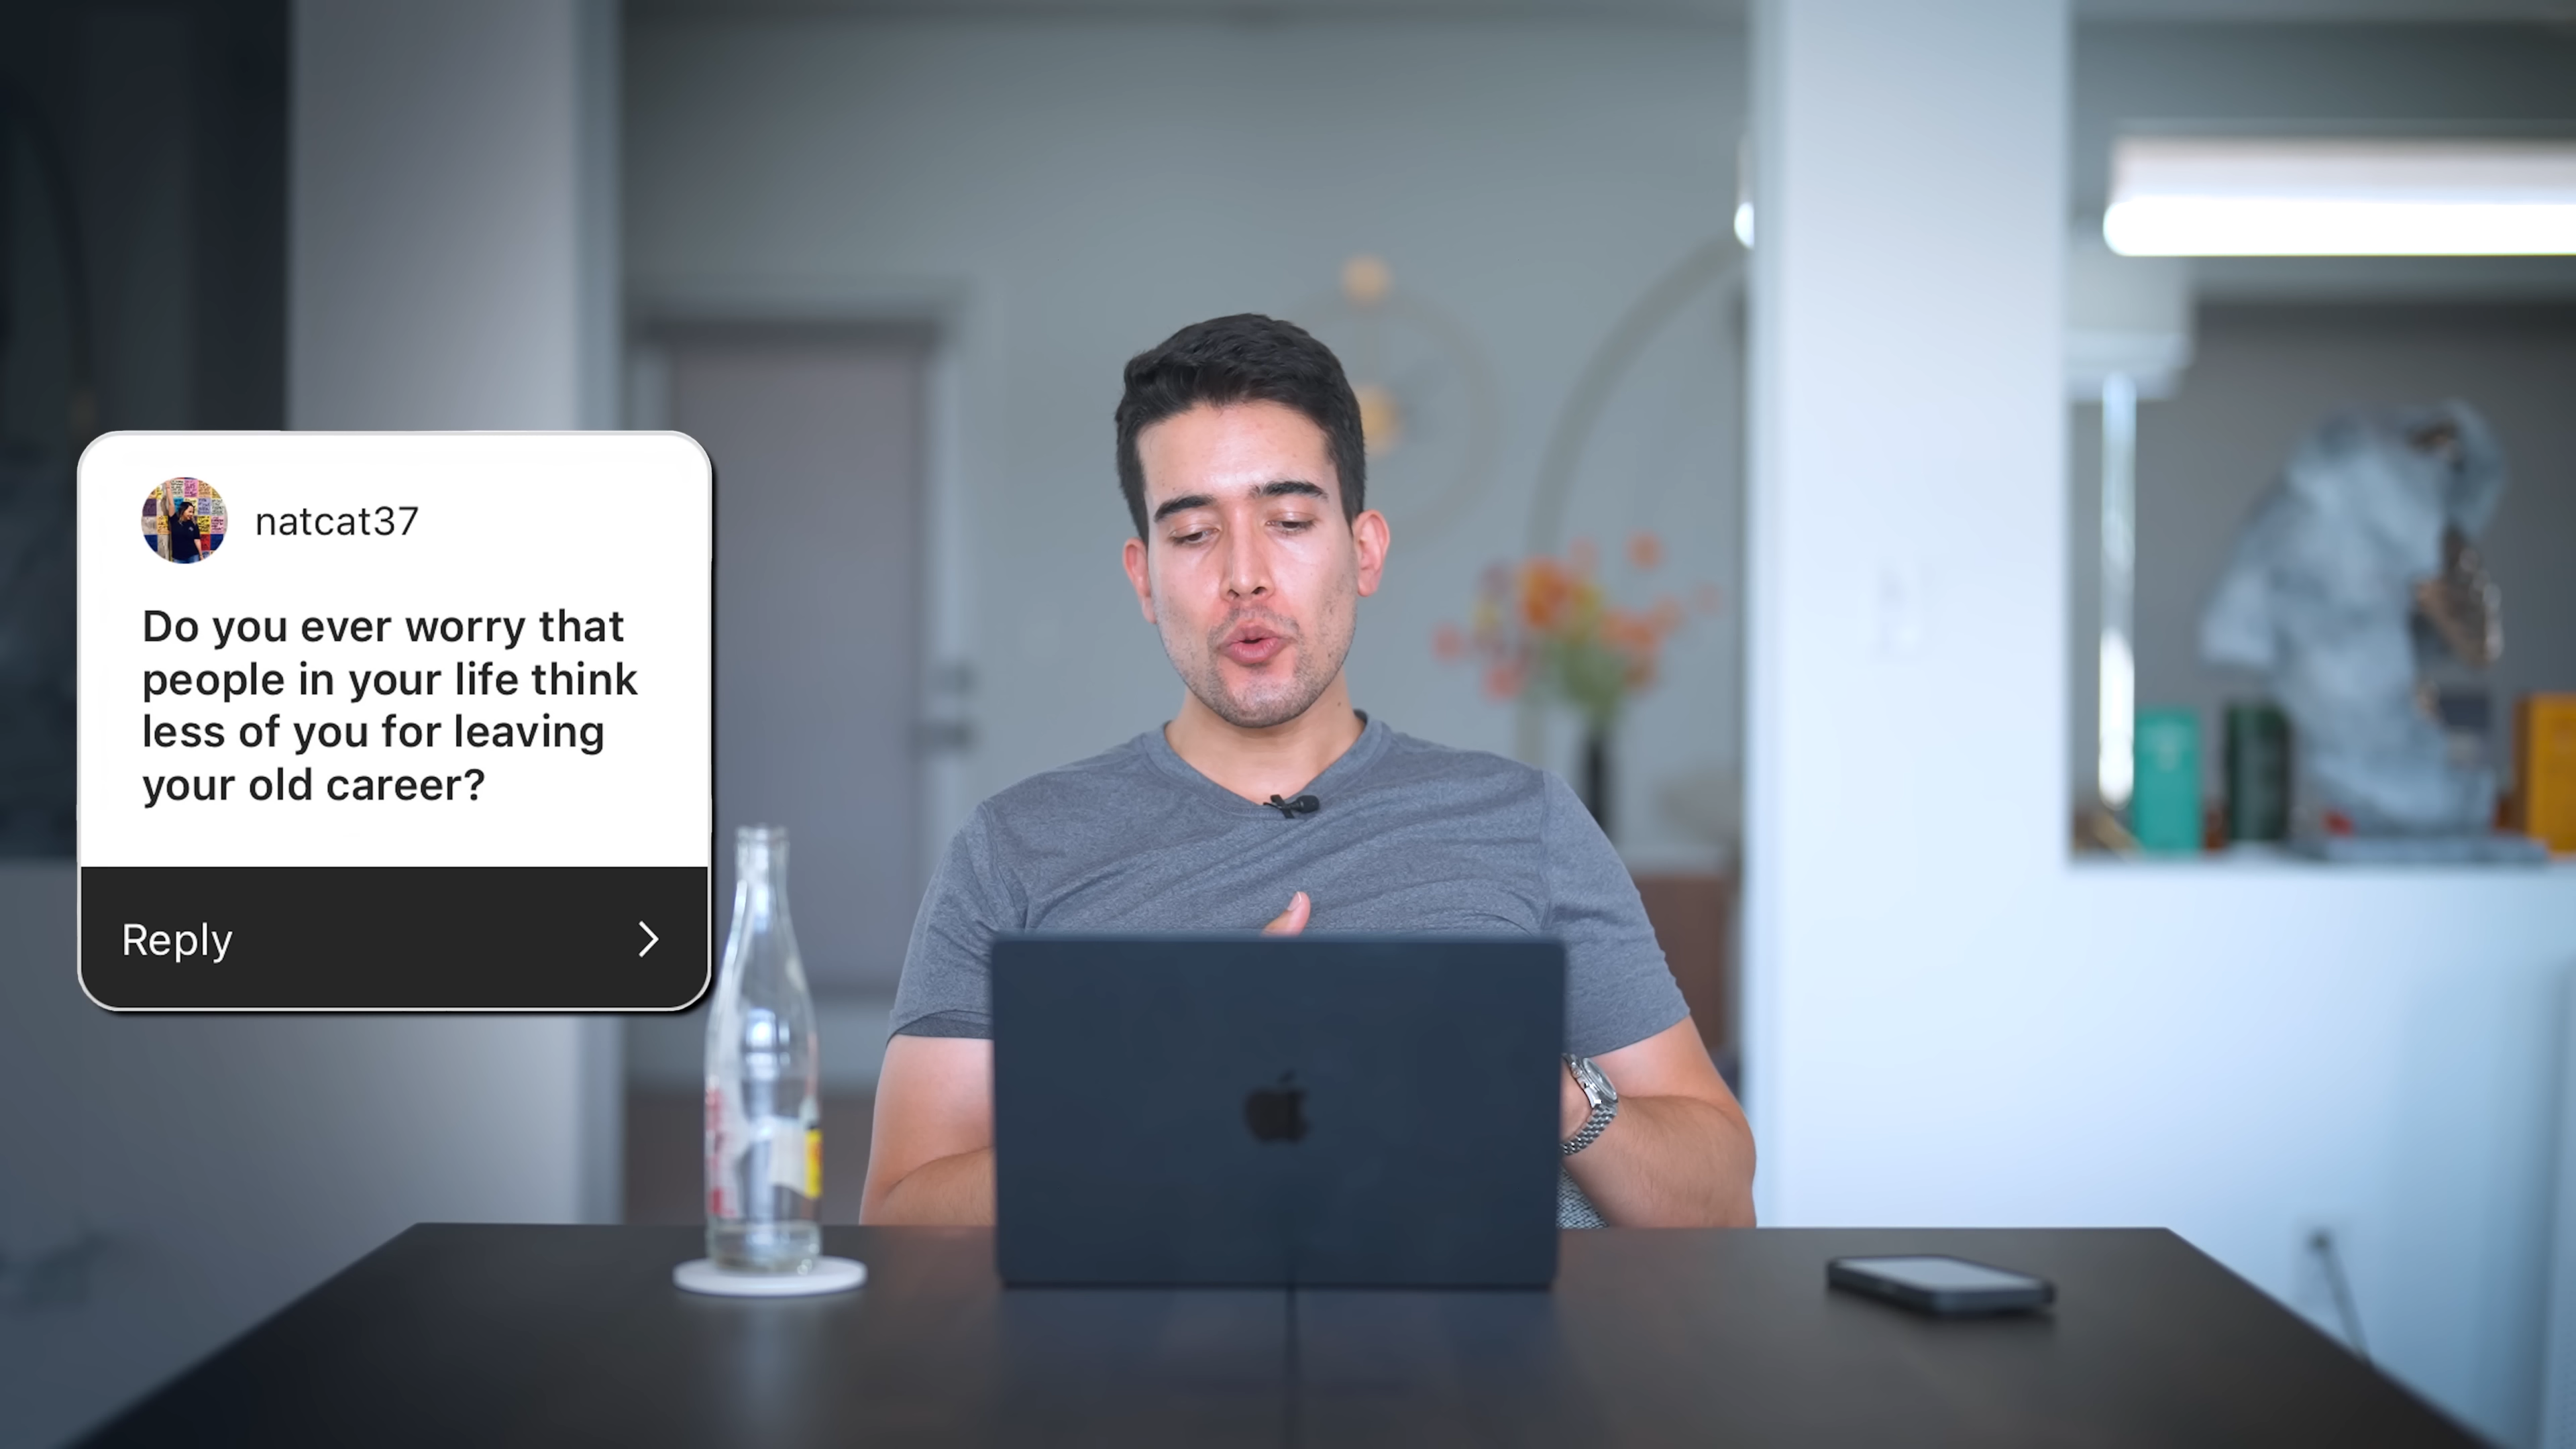 natcat37
Do you ever worry that
people in your life think
less of you for leaving
your old career?
Reply